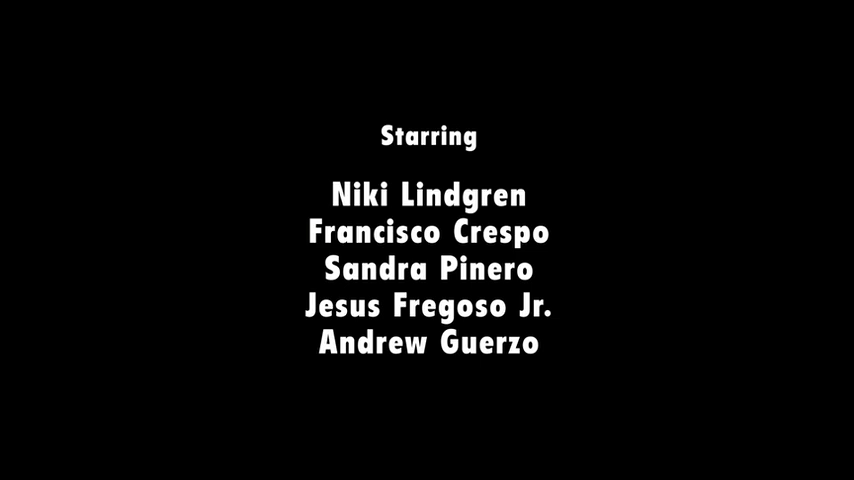 Starring
Niki Lindgren
Francisco Crespo
Sandra Pinero
Jesus Fregoso Jr.
Andrew Guerzo